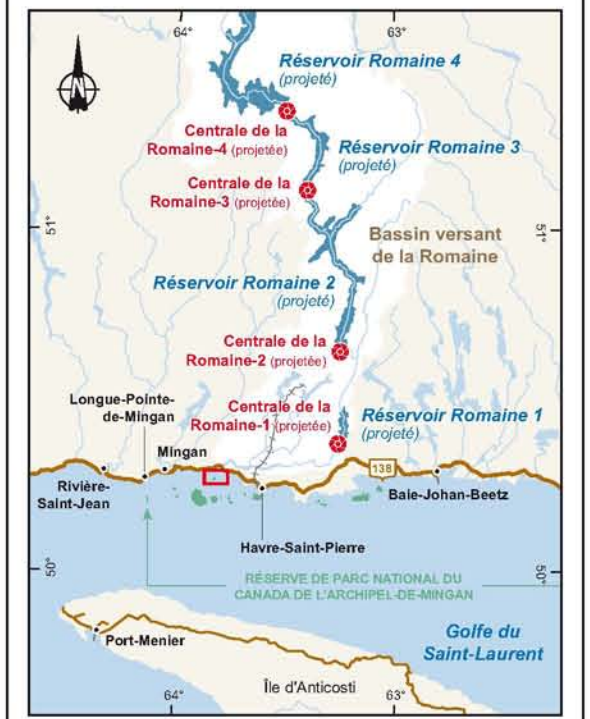 64°
63°
N
Réservoir Romaine 4
(projeté)
Centrale de la
Romaine-4 (projetée)
Réservoir Romaine 3
(projeté)
Centrale de la
Romaine-3 (projetée)
51°
51°
Bassin versant
de la Romaine
Réservoir Romaine 2
(projeté)
Centrale de la
Romaine-2 (projetée)
Longue-Pointe-
de-Mingan
Centrale de la
Romaine-1 (projetée)
Réservoir Romaine 1
(projeté)
Mingan
138
Rivière-
Saint-Jean
Baie-Johan-Beetz
Havre-Saint-Pierre
50°
50°
RÉSERVE DE PARC NATIONAL DU
CANADA DE L'ARCHIPEL-DE-MINGAN
Port-Menier
Golfe du
Saint-Laurent
Île d'Anticosti
64°
63°